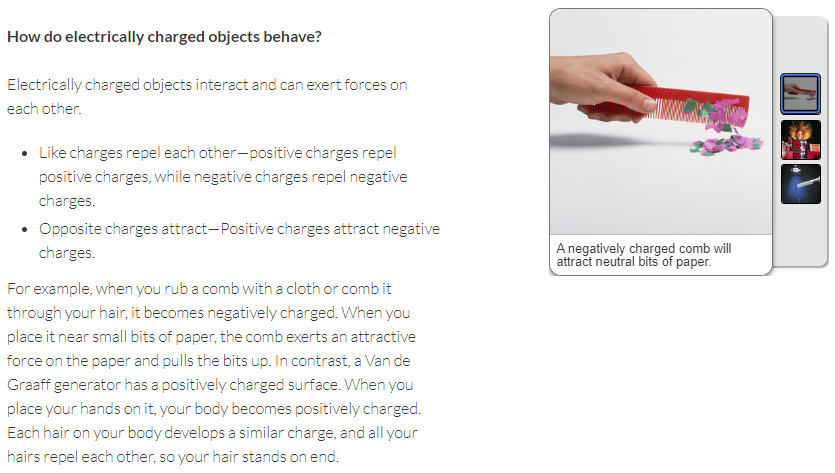 How do electrically charged objects behave?
Electrically charged objects interact and can exert forces on
each other.
• Like charges repel each other—positive charges repel
positive charges, while negative charges repel negative
charges.
• Opposite charges attract—Positive charges attract negative
charges.
For example, when you rub a comb with a cloth or comb it
through your hair, it becomes negatively charged. When you
place it near small bits of paper, the comb exerts an attractive
force on the paper and pulls the bits up. In contrast, a Van de
Graaff generator has a positively charged surface. When you
place your hands on it, your body becomes positively charged.
Each hair on your body develops a similar charge, and all your
hairs repel each other, so your hair stands on end.
A negatively charged comb will
attract neutral bits of paper.